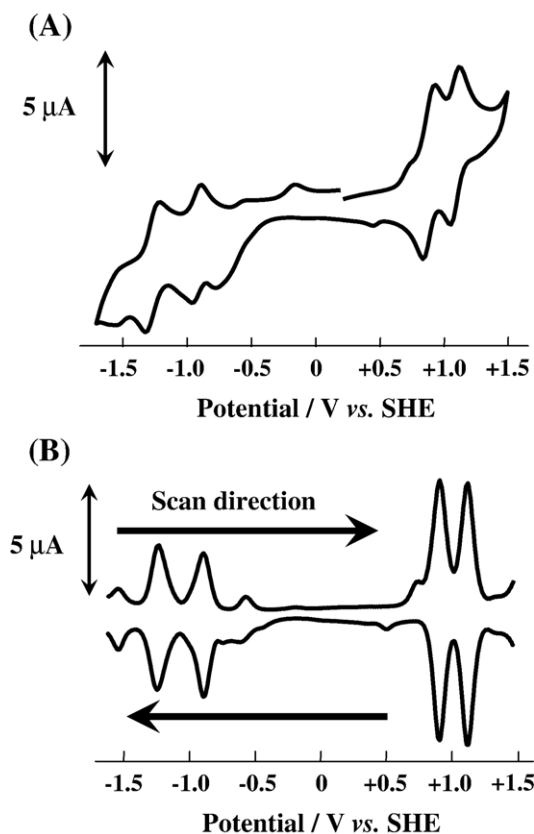 (A)
5 μA
-1.5 -1.0 -0.5 0 +0.5 +1.0 +1.5
Potential / V vs. SHE
(B)
Scan direction
5 μA
-1.5 -1.0 -0.5 0 +0.5 +1.0 +1.5
Potential / V vs. SHE